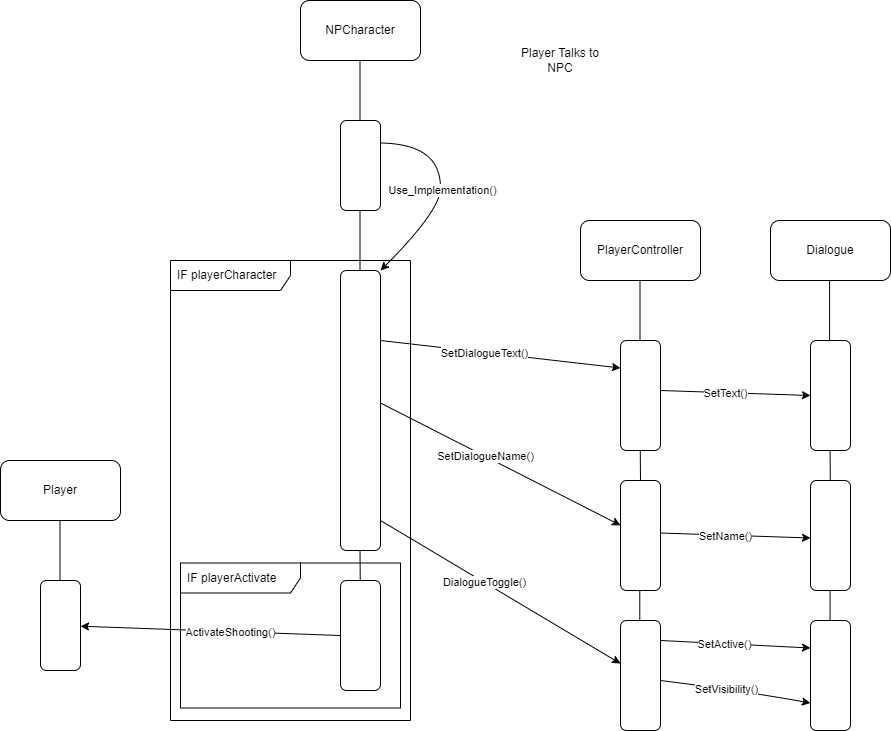 NPCharacter
Player Talks to
NPC
Use_Implementation()
PlayerController
Dialogue
IF playerCharacter
SetDialogueText()
SetText()
SetDialogueName()
Player
SetName()
IF playerActivate
DialogueToggle()
ActivateShooting()
SetActive()
SetVisibility()